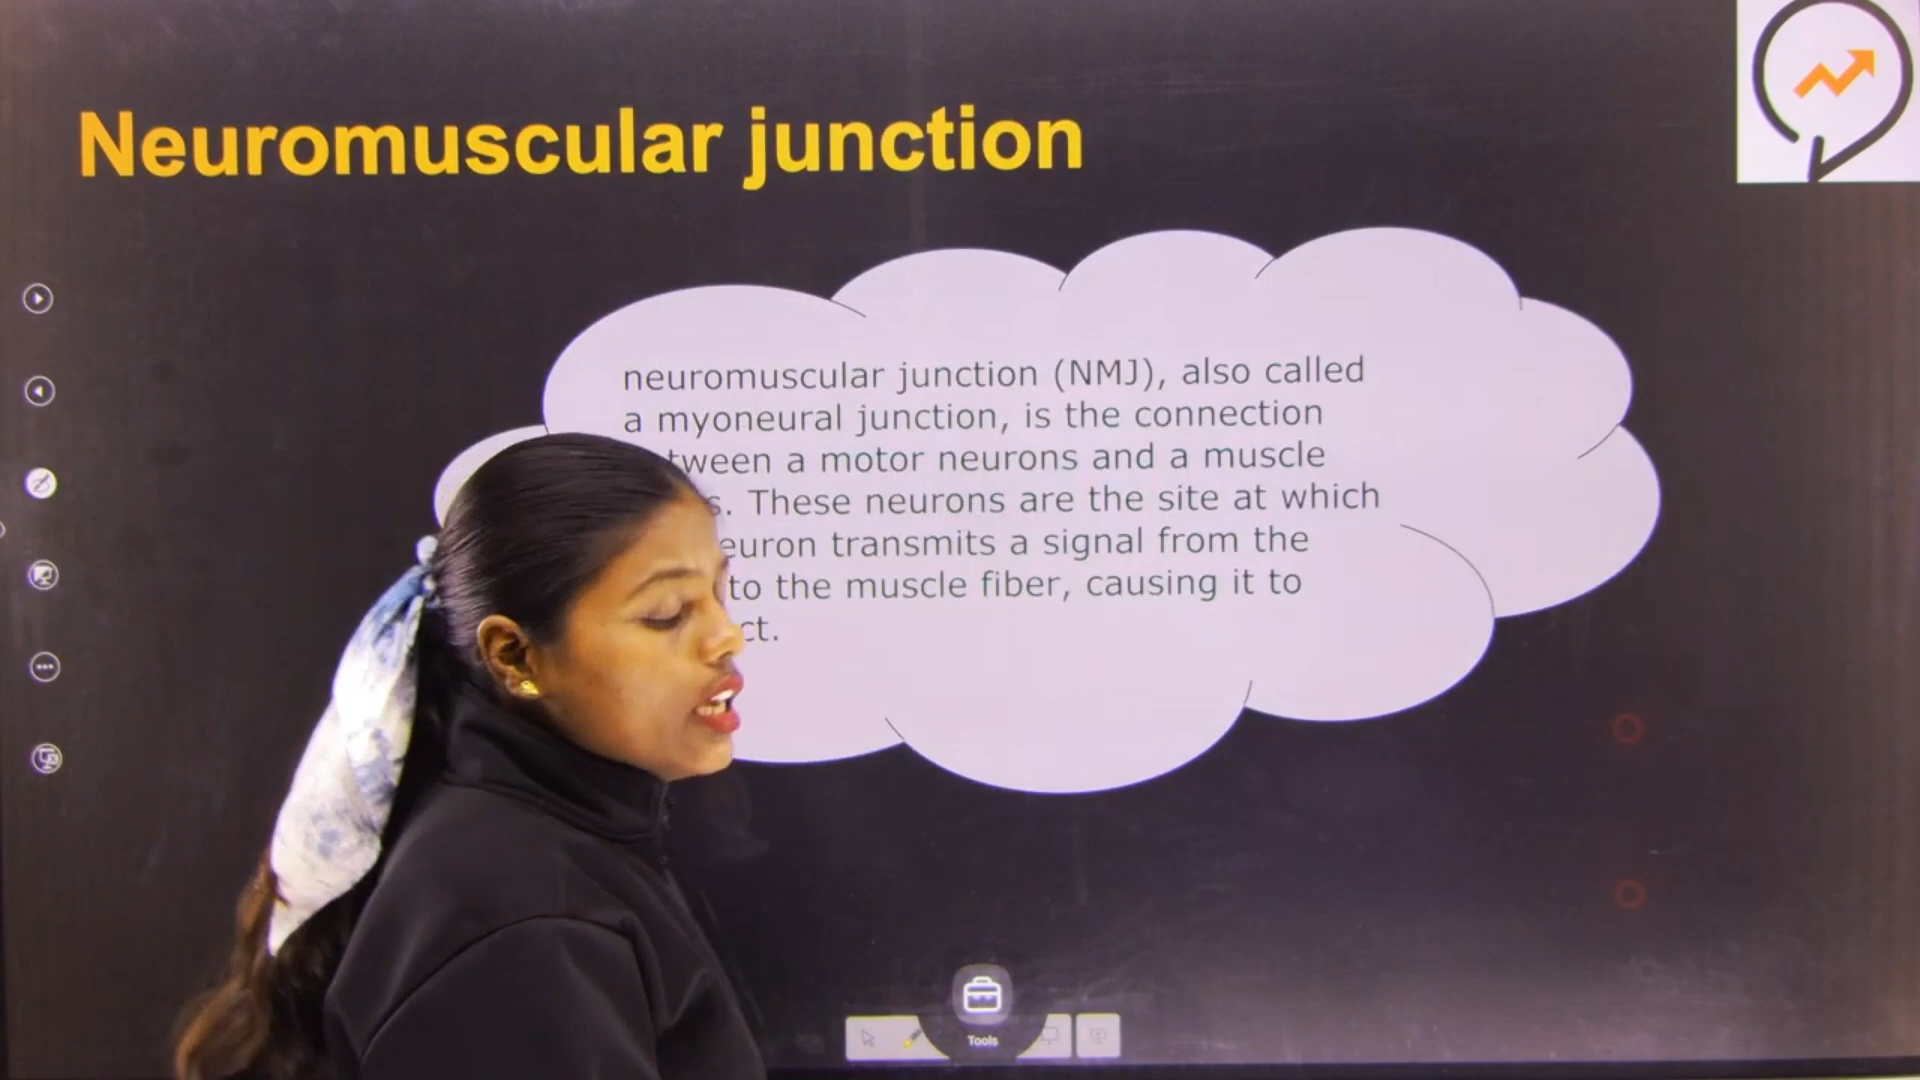 Neuromuscular junction
neuromuscular junction (NMJ), also called
a myoneural junction, is the connection
tween a motor neurons and a muscle
s. These neurons are the site at which
euron transmits a signal from the
to the muscle fiber, causing it to
ct.
Tools